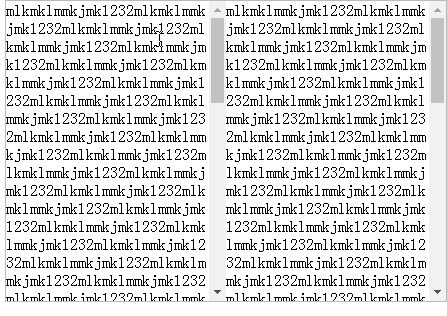 mlkmklmmkjmk1232mlkmklmmk
jmk1232mlkmklmmkjmk1232ml
kmklmmkjmk1232mlkmklmmkjm
k1232mlkmklmmkjmk1232mlkm
klmmkjmk1232mlkmklmmkjmk1
232mlkmklmmkjmk1232mlkmkl
mmkjmk1232mlkmklmmkjmk123
2mlkmklmmkjmk1232mlkmklmm
kjmk1232mlkmklmmkjmk1232m
lkmklmmkjmk1232mlkmklmmkj
mk1232mlkmklmmkjmk1232mlk
mklmmkjmk1232mlkmklmmkjmk
1232mlkmklmmkjmk1232mlkmk
lmmkjmk1232mlkmklmmkjmk12
32mlkmklmmkjmk1232mlkmklm
mkjmk1232mlkmklmmkjmk1232
mlkmklmmkjmk1232mlkmklmmk
mlkmklmmkjmk1232mlkmklmmk
jmk1232mlkmklmmkjmk1232ml
kmklmmkjmk1232mlkmklmmkjm
k1232mlkmklmmkjmk1232mlkm
klmmkjmk1232mlkmklmmkjmk1
232mlkmklmmkjmk1232mlkmkl
mmkjmk1232mlkmklmmkjmk123
2mlkmklmmkjmk1232mlkmklmm
kjmk1232mlkmklmmkjmk1232m
lkmklmmkjmk1232mlkmklmmkj
mk1232mlkmklmmkjmk1232mlk
mklmmkjmk1232mlkmklmmkjmk
1232mlkmklmmkjmk1232mlkmk
lmmkjmk1232mlkmklmmkjmk12
32mlkmklmmkjmk1232mlkmklm
mkjmk1232mlkmklmmkjmk1232
mlkmklmmkjmk1232mlkmklmmk